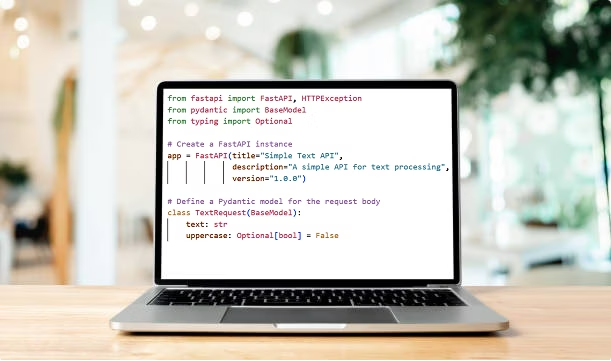 from fastapi import FastAPI, HTTPException
from pydantic import BaseModel
from typing import Optional
# Create a FastAPI instance
app = FastAPI(title="Simple Text API",
description="A simple API for text processing",
version="1.0.0")
# Define a Pydantic model for the request body
class TextRequest(BaseModel):
text: str
uppercase: Optional[bool] = False